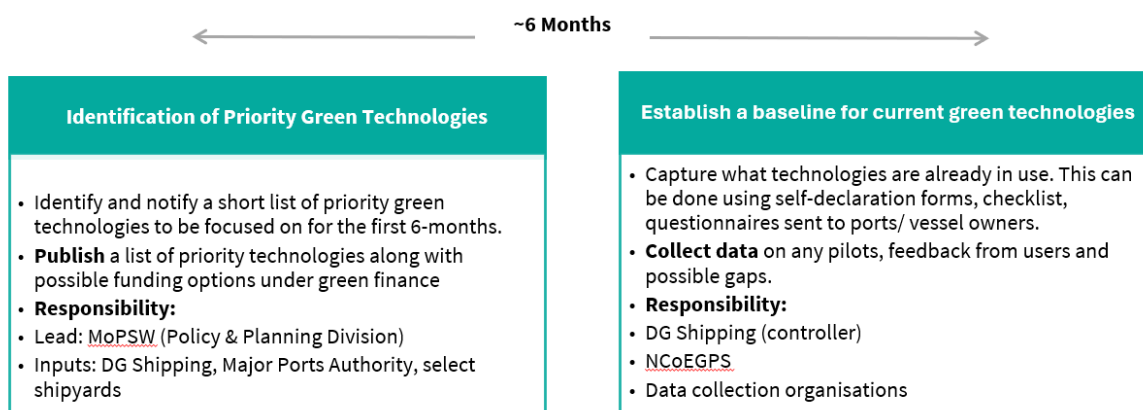 ~6 Months
Identification of Priority Green Technologies
• Identify and notify a short list of priority green
technologies to be focused on for the first 6-months.
• Publish a list of priority technologies along with
possible funding options under green finance
• Responsibility:
• Lead: MoPSW (Policy & Planning Division)
• Inputs: DG Shipping, Major Ports Authority, select
shipyards
Establish a baseline for current green technologies
• Capture what technologies are already in use. This can
be done using self-declaration forms, checklist,
questionnaires sent to ports/ vessel owners.
• Collect data on any pilots, feedback from users and
possible gaps.
• Responsibility:
• DG Shipping (controller)
• NCoEGPS
• Data collection organisations